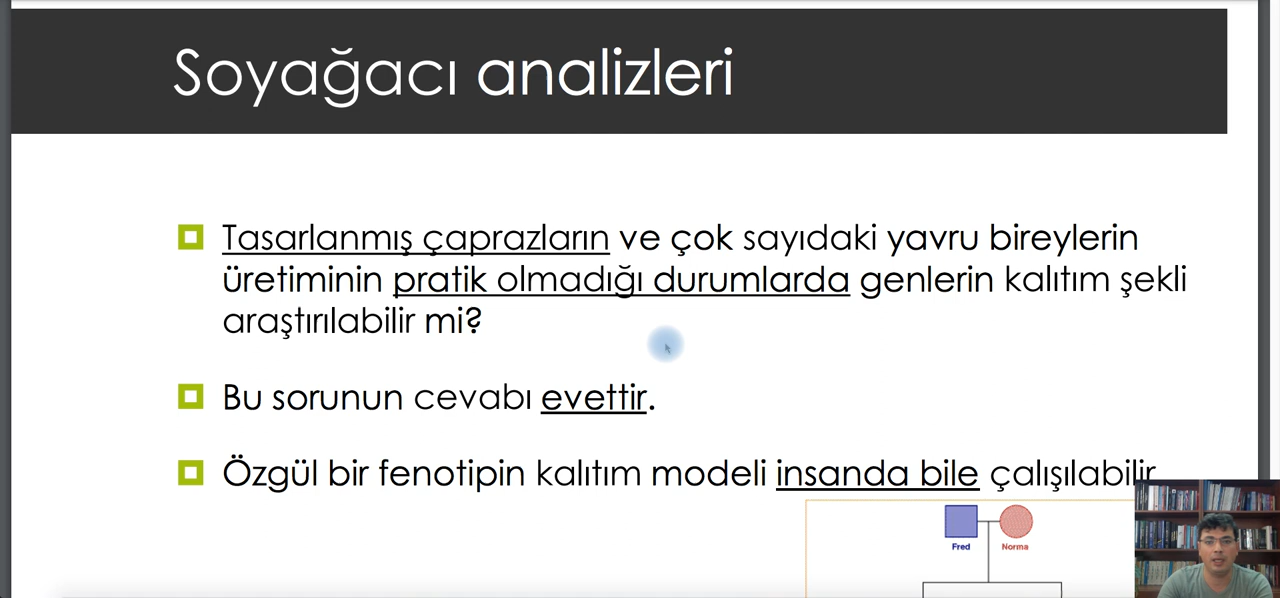 Soyağacı analizleri
Tasarlanmış çaprazların ve çok sayıdaki yavru bireylerin
üretiminin pratik olmadığı durumlarda genlerin kalıtım şekli
araştırılabilir mi?
Bu sorunun cevabı evettir.
Özgül bir fenotipin kalıtım modeli insanda bile çalışılabilir
Fred
Norma